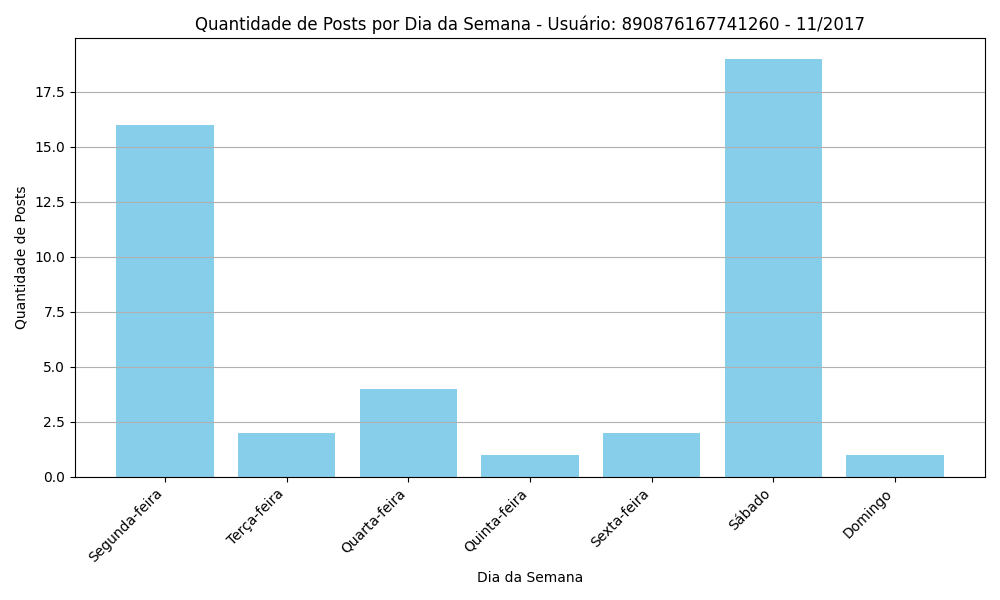 Quantidade de Posts por Dia da Semana - Usuário: 890876167741260 - 11/2017
Quantidade de Posts
17.5
15.0
12.5
10.0
7.5
5.0
2.5
0.0
Segunda-feira
Terça-feira
Quarta-feira
Quinta-feira
Sexta-feira
Sábado
Domingo
Dia da Semana